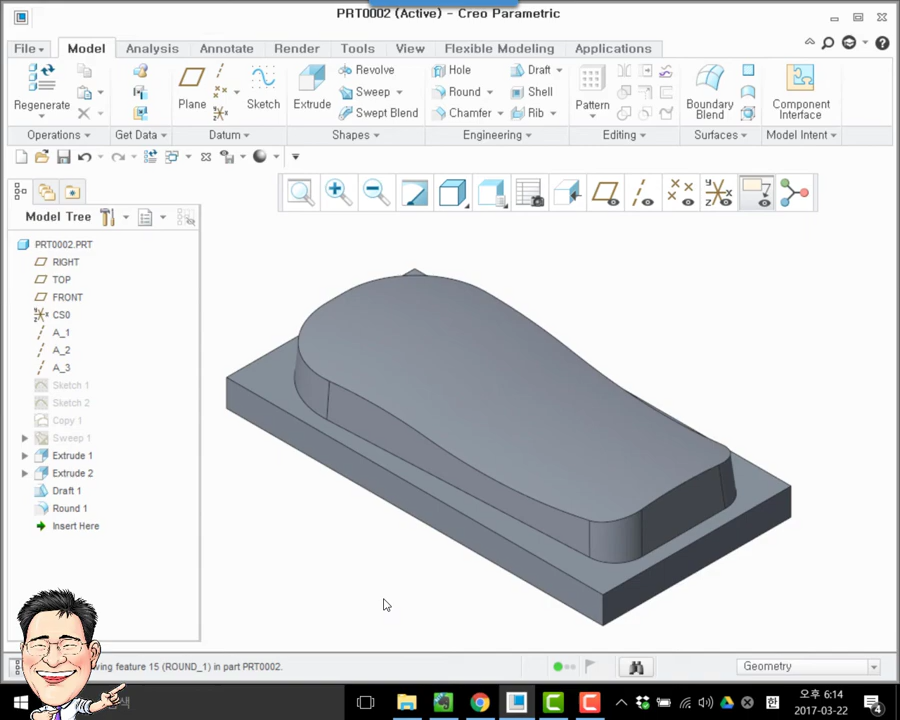 PRT0002 (Active) - Creo Parametric
File
Model
Analysis
Annotate
Render
Tools
View
Flexible Modeling
Applications
Regenerate
Plane
Sketch
Extrude
Revolve
Sweep
Swept Blend
Hole
Round
Chamfer
Draft
Shell
Rib
Pattern
Boundary
Blend
Component
Interface
Operations
Get Data
Datum
Shapes
Engineering
Editing
Surfaces
Model Intent
Model Tree
PRT0002.PRT
RIGHT
TOP
FRONT
CS0
A_1
A_2
A_3
Sketch 1
Sketch 2
Copy 1
Sweep 1
Extrude 1
Extrude 2
Draft 1
Round 1
Insert Here
feature 15 (ROUND_1) in part PRT0002.
Geometry
한
오후 6:14
2017-03-22
4